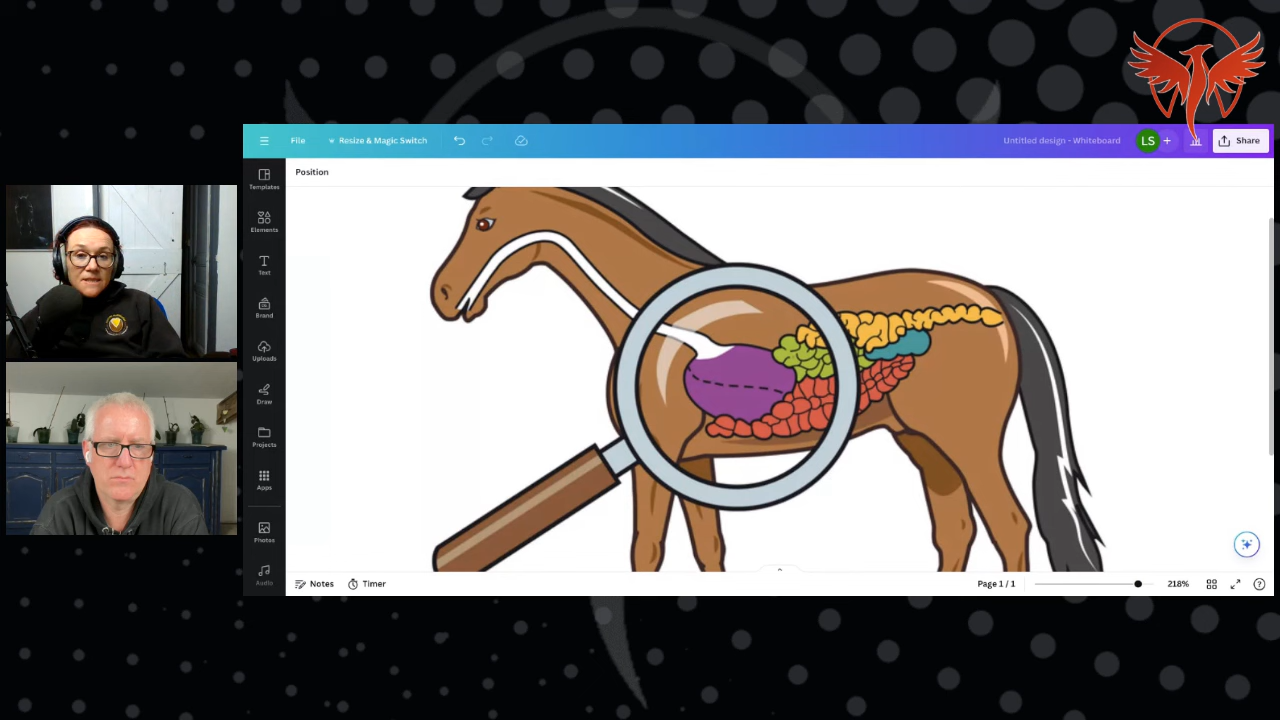 File
Resize & Magic Switch
Untitled design - Whiteboard
LS
+
Share
Position
Templates
Elements
Text
Brand
Uploads
Draw
Projects
Apps
Photos
Audio
Notes
Timer
Page 1 / 1
218%